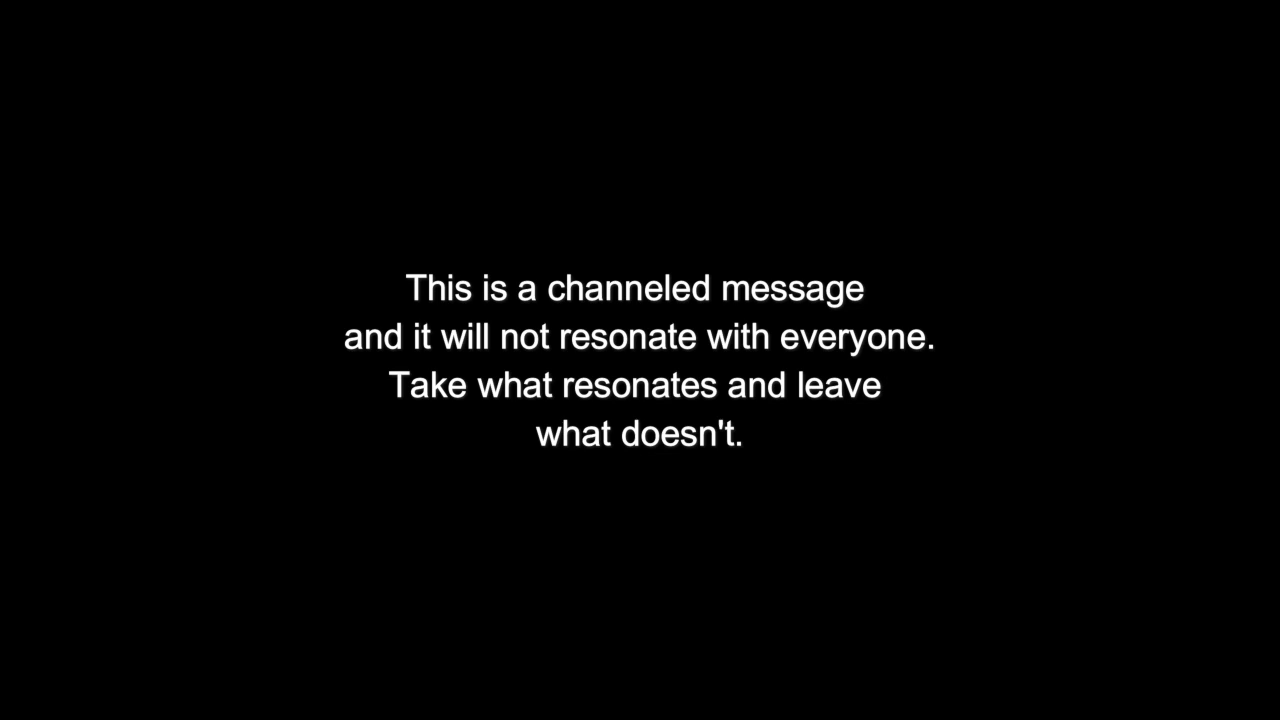 This is a channeled message
and it will not resonate with everyone.
Take what resonates and leave
what doesn't.